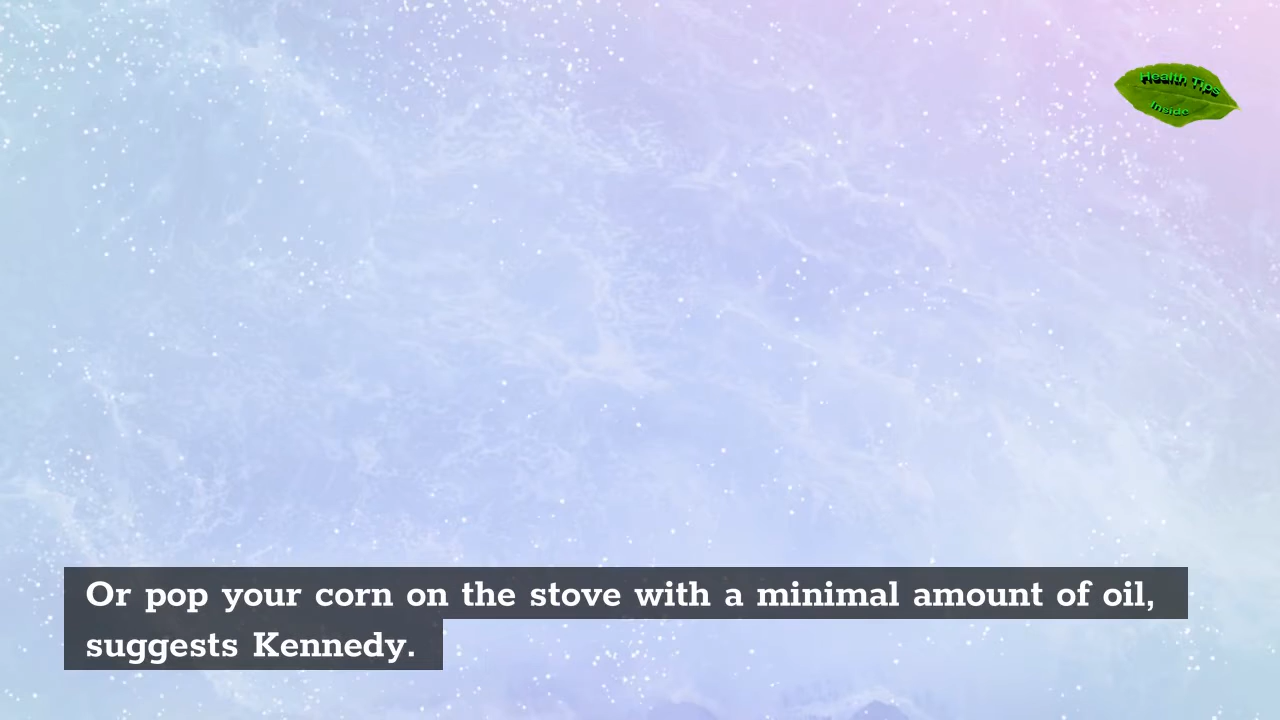 Health Tips
Inside
Or pop your corn on the stove with a minimal amount of oil,
suggests Kennedy.